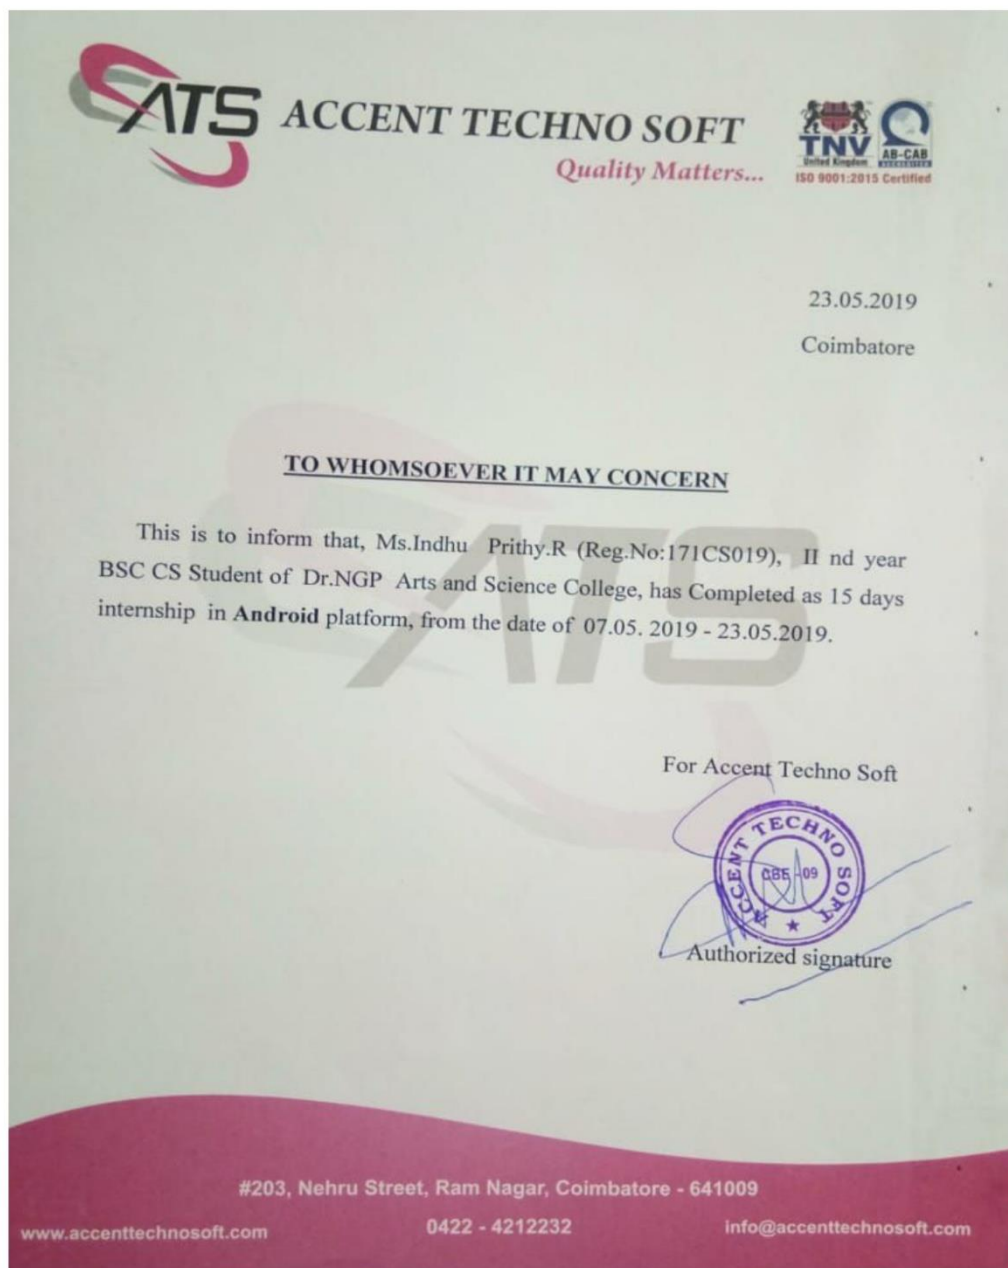 ATS ACCENT TECHNO SOFT
Quality Matters...
TNV
United Kingdom
AB-CAB
ACCREDITED
ISO 9001:2015 Certified
23.05.2019
Coimbatore
TO WHOMSOEVER IT MAY CONCERN
This is to inform that, Ms.Indhu Prithy.R (Reg.No:171CS019), II nd year
BSC CS Student of Dr.NGP Arts and Science College, has Completed as 15 days
internship in Android platform, from the date of 07.05. 2019 - 23.05.2019.
ATS
For Accent Techno Soft
ACCENT TECHNO SOFT
CBE -09
Authorized signature
#203, Nehru Street, Ram Nagar, Coimbatore - 641009
www.accenttechnosoft.com 0422 - 4212232 info@accenttechnosoft.com